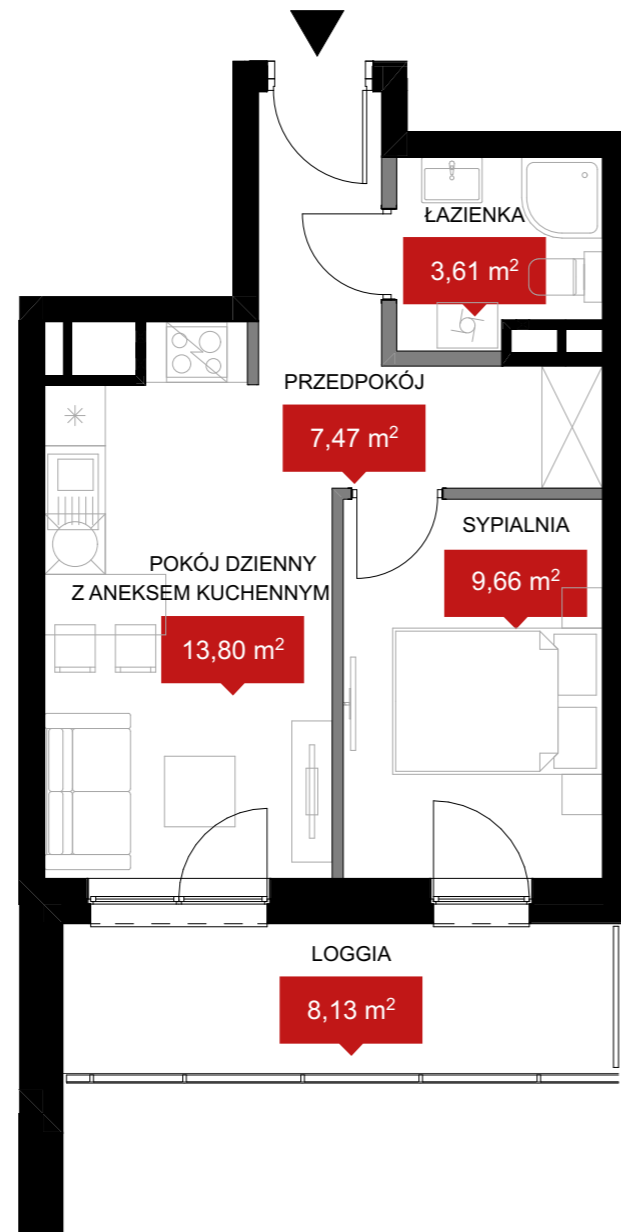 ŁAZIENKA
3,61 m²
PRZEDPOKÓJ
7,47 m²
SYPIALNIA
9,66 m²
POKÓJ DZIENNY
Z ANEKSEM KUCHENNYM
13,80 m²
LOGGIA
8,13 m²